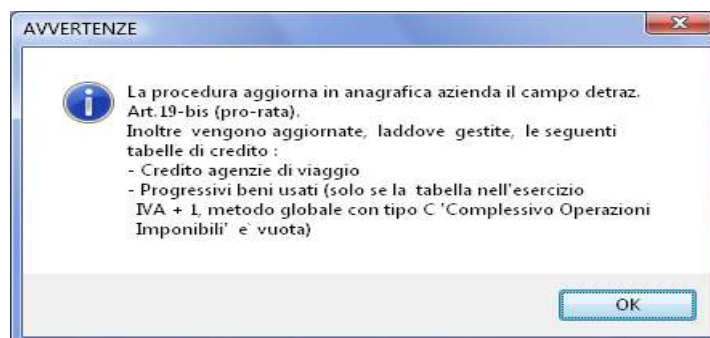 AVVERTENZE
La procedura aggiorna in anagrafica azienda il campo detraz.
Art.19-bis (pro-rata).
Inoltre vengono aggiornate, laddove gestite, le seguenti
tabelle di credito :
- Credito agenzie di viaggio
- Progressivi beni usati (solo se la tabella nell'esercizio
IVA + 1, metodo globale con tipo C 'Complessivo Operazioni
Imponibili' e` vuota)
OK